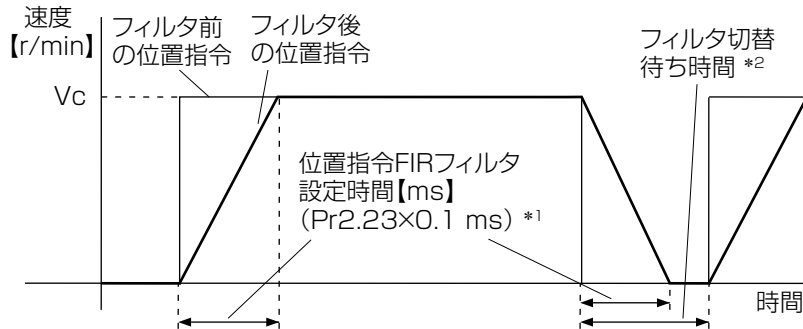 速度
【r/min】
フィルタ前
の位置指令
フィルタ後
の位置指令
フィルタ切替
待ち時間 *2
Vc
位置指令FIRフィルタ
設定時間【ms】
（Pr2.23×0.1 ms） *1
時間